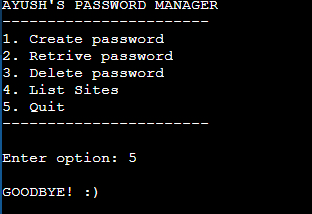 AYUSH'S PASSWORD MANAGER
-----------------------
1. Create password
2. Retrive password
3. Delete password
4. List Sites
5. Quit
-----------------------
Enter option: 5
GOODBYE! :)